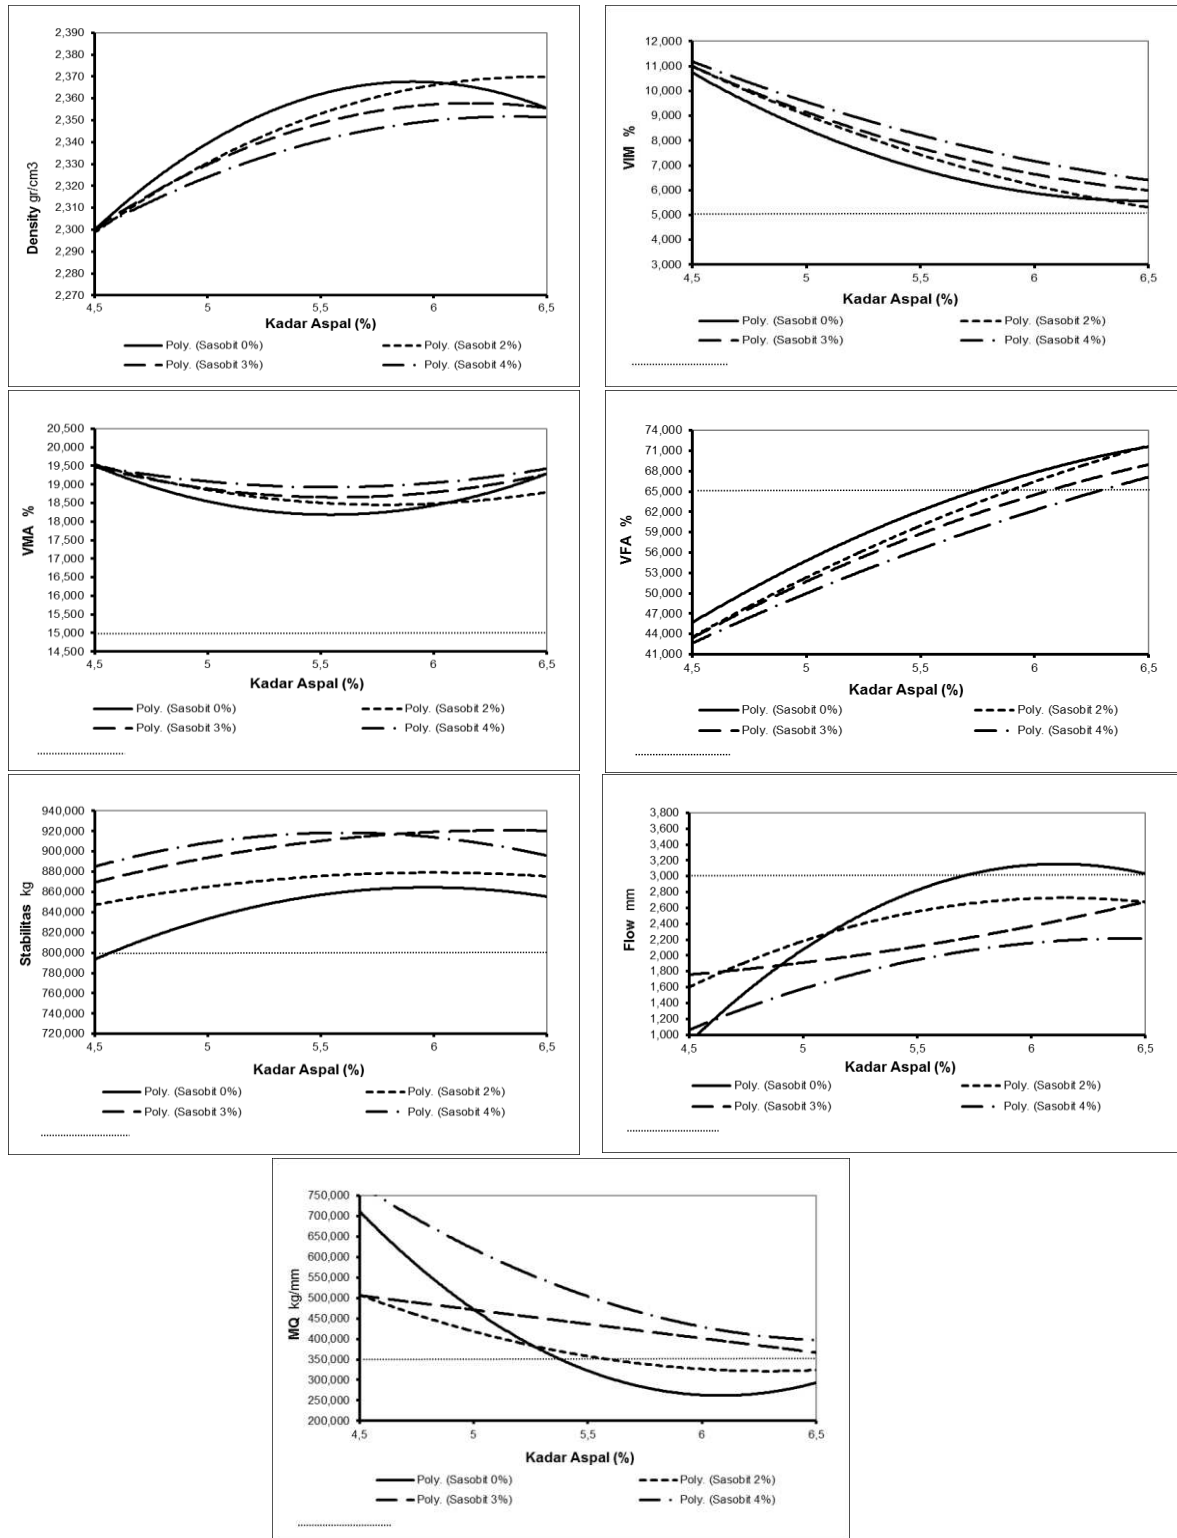 2,390
2,380
2,370
2,360
2,350
2,340
2,330
2,320
2,310
2,300
2,290
2,280
2,270
Density gr/cm3
4,5 5 5,5 6 6,5
Kadar Aspal (%)
Poly. (Sasobit 0%) Poly. (Sasobit 2%)
Poly. (Sasobit 3%) Poly. (Sasobit 4%)
12,000
11,000
10,000
9,000
8,000
7,000
6,000
5,000
4,000
3,000
VIM %
4,5 5 5,5 6 6,5
Kadar Aspal (%)
Poly. (Sasobit 0%) Poly. (Sasobit 2%)
Poly. (Sasobit 3%) Poly. (Sasobit 4%)
20,500
20,000
19,500
19,000
18,500
18,000
17,500
17,000
16,500
16,000
15,500
15,000
14,500
VMA %
4,5 5 5,5 6 6,5
Kadar Aspal (%)
Poly. (Sasobit 0%) Poly. (Sasobit 2%)
Poly. (Sasobit 3%) Poly. (Sasobit 4%)
74,000
71,000
68,000
65,000
62,000
59,000
56,000
53,000
50,000
47,000
44,000
41,000
VFA %
4,5 5 5,5 6 6,5
Kadar Aspal (%)
Poly. (Sasobit 0%) Poly. (Sasobit 2%)
Poly. (Sasobit 3%) Poly. (Sasobit 4%)
940,000
920,000
900,000
880,000
860,000
840,000
820,000
800,000
780,000
760,000
740,000
720,000
Stabilitas kg
4,5 5 5,5 6 6,5
Kadar Aspal (%)
Poly. (Sasobit 0%) Poly. (Sasobit 2%)
Poly. (Sasobit 3%) Poly. (Sasobit 4%)
3,800
3,600
3,400
3,200
3,000
2,800
2,600
2,400
2,200
2,000
1,800
1,600
1,400
1,200
1,000
Flow mm
4,5 5 5,5 6 6,5
Kadar Aspal (%)
Poly. (Sasobit 0%) Poly. (Sasobit 2%)
Poly. (Sasobit 3%) Poly. (Sasobit 4%)
750,000
700,000
650,000
600,000
550,000
500,000
450,000
400,000
350,000
300,000
250,000
200,000
MQ kg/mm
4,5 5 5,5 6 6,5
Kadar Aspal (%)
Poly. (Sasobit 0%) Poly. (Sasobit 2%)
Poly. (Sasobit 3%) Poly. (Sasobit 4%)